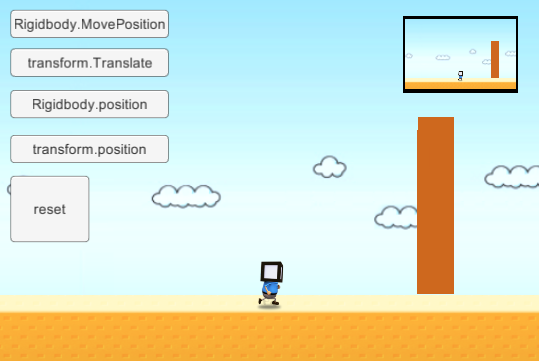 Rigidbody.MovePosition
transform.Translate
Rigidbody.position
transform.position
reset